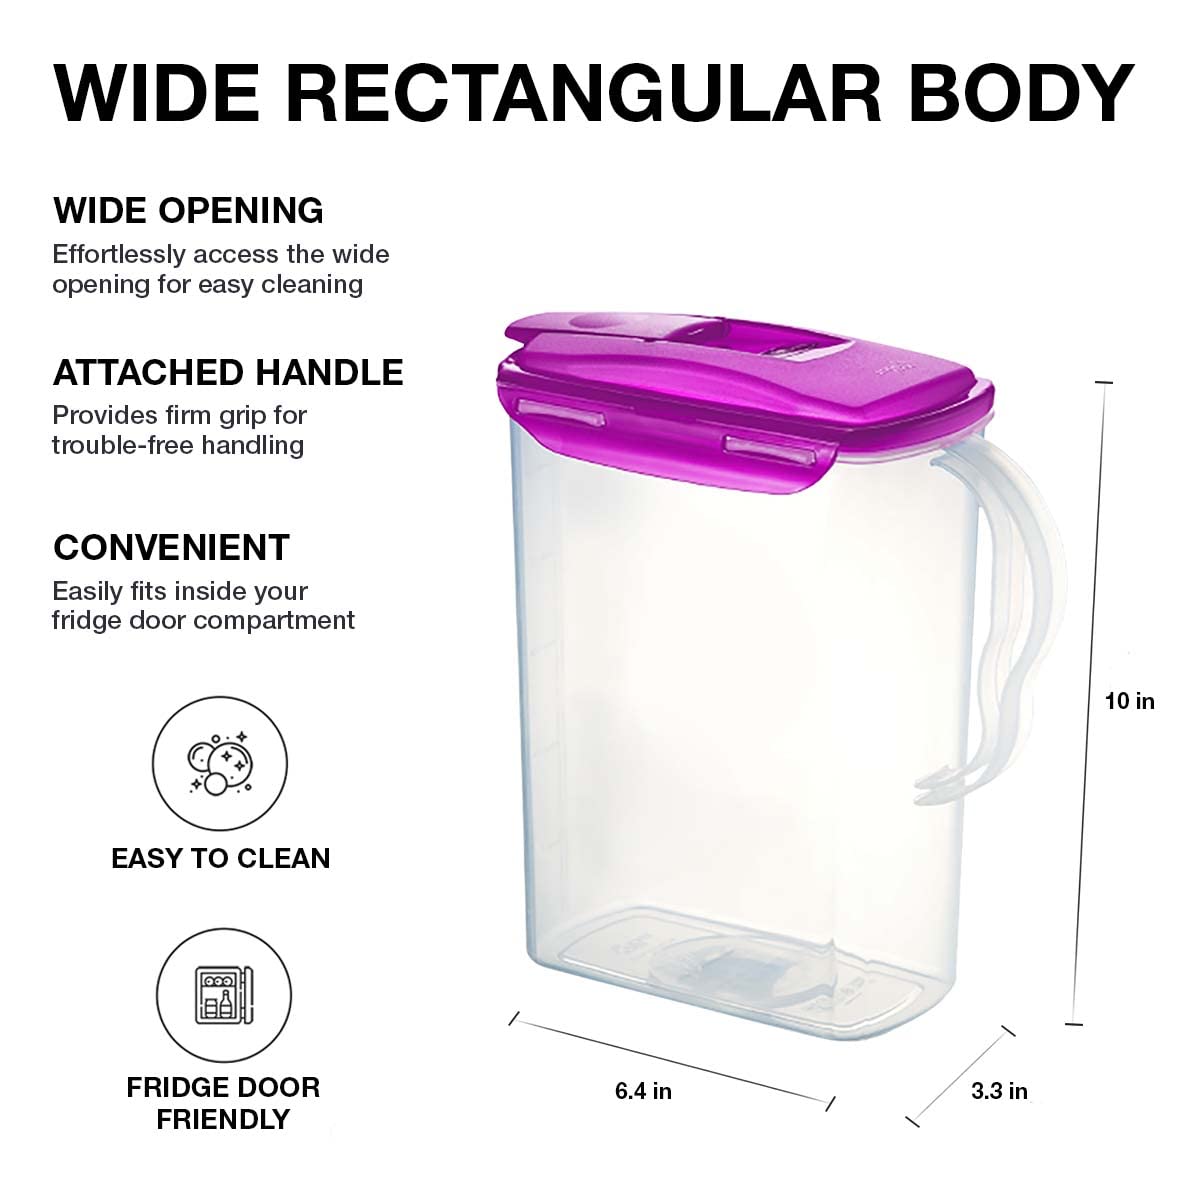 WIDE RECTANGULAR BODY
WIDE OPENING
Effortlessly access the wide
opening for easy cleaning
ATTACHED HANDLE
Provides firm grip for
trouble-free handling
CONVENIENT
Easily fits inside your
fridge door compartment
EASY TO CLEAN
FRIDGE DOOR
FRIENDLY
10 in
6.4 in
3.3 in